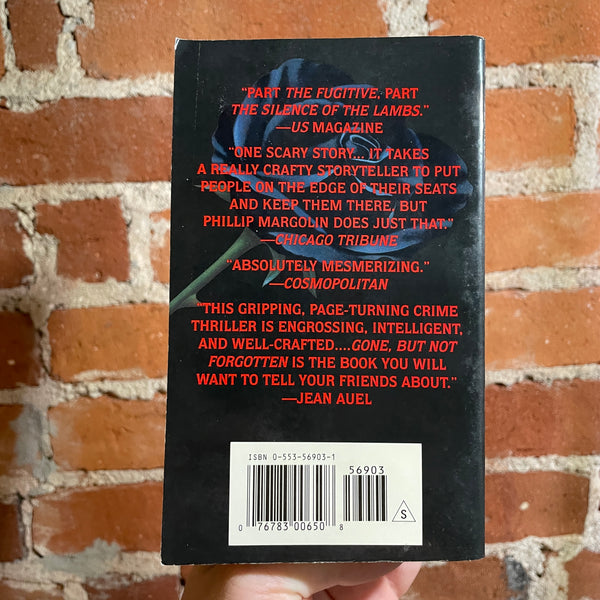 “PART THE FUGITIVE, PART
THE SILENCE OF THE LAMBS.”
—US MAGAZINE
“ONE SCARY STORY... IT TAKES
A REALLY CRAFTY STORYTELLER TO PUT
PEOPLE ON THE EDGE OF THEIR SEATS
AND KEEP THEM THERE, BUT
PHILLIP MARGOLIN DOES JUST THAT.”
—CHICAGO TRIBUNE
“ABSOLUTELY MESMERIZING.”
—COSMOPOLITAN
“THIS GRIPPING, PAGE-TURNING CRIME
THRILLER IS ENGROSSING, INTELLIGENT,
AND WELL-CRAFTED....GONE, BUT NOT
FORGOTTEN IS THE BOOK YOU WILL
WANT TO TELL YOUR FRIENDS ABOUT.”
—JEAN AUEL
ISBN 0-553-56903-1
56903
S
0 76783 00650 8